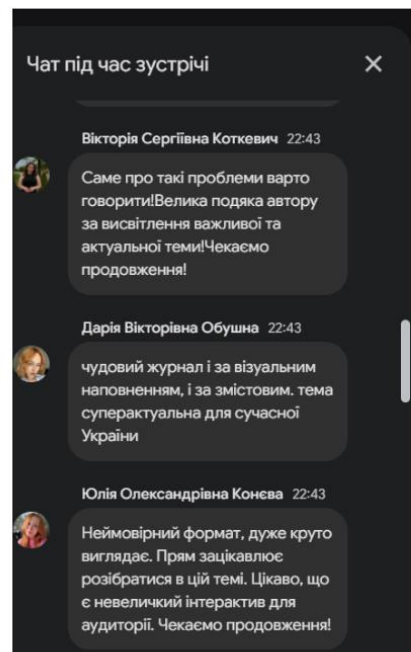 Чат під час зустрічі
Вікторія Сергіївна Коткевич 22:43
Саме про такі проблеми варто
говорити!Велика подяка автору
за висвітлення важливої та
актуальної теми!Чекаємо
продовження!
Дарія Вікторівна Обушна 22:43
чудовий журнал і за візуальним
наповненням, і за змістовим. тема
суперактуальна для сучасної
України
Юлія Олександрівна Конєва 22:43
Неймовірний формат, дуже круто
виглядає. Прям зацікавлює
розібратися в цій темі. Цікаво, що
є невеличкий інтерактив для
аудиторії. Чекаємо продовження!